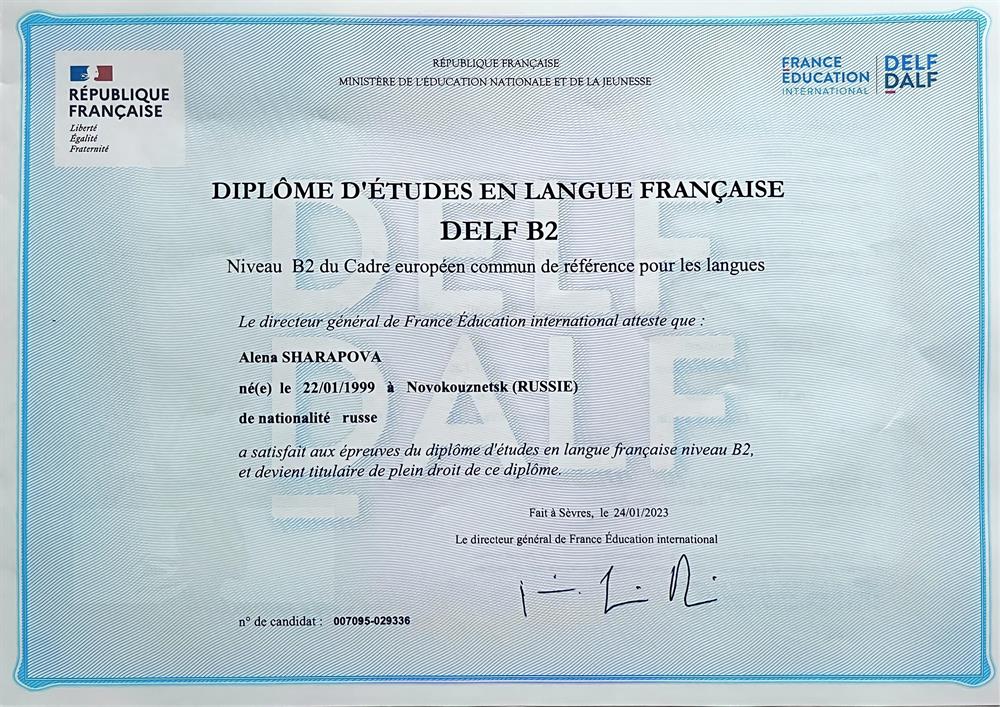 RÉPUBLIQUE
FRANÇAISE
Liberté
Égalité
Fraternité
RÉPUBLIQUE FRANÇAISE
MINISTÈRE DE L'ÉDUCATION NATIONALE ET DE LA JEUNESSE
FRANCE
ÉDUCATION
INTERNATIONAL
DELF
DALF
DIPLÔME D'ÉTUDES EN LANGUE FRANÇAISE
DELF B2
Niveau B2 du Cadre européen commun de référence pour les langues
Le directeur général de France Éducation international atteste que :
Alena SHARAPOVA
né(e) le 22/01/1999 à Novokouznetsk (RUSSIE)
de nationalité russe
a satisfait aux épreuves du diplôme d'études en langue française niveau B2,
et devient titulaire de plein droit de ce diplôme.
Fait à Sèvres, le 24/01/2023
Le directeur général de France Éducation international
n° de candidat : 007095-029336
DELF
DALF